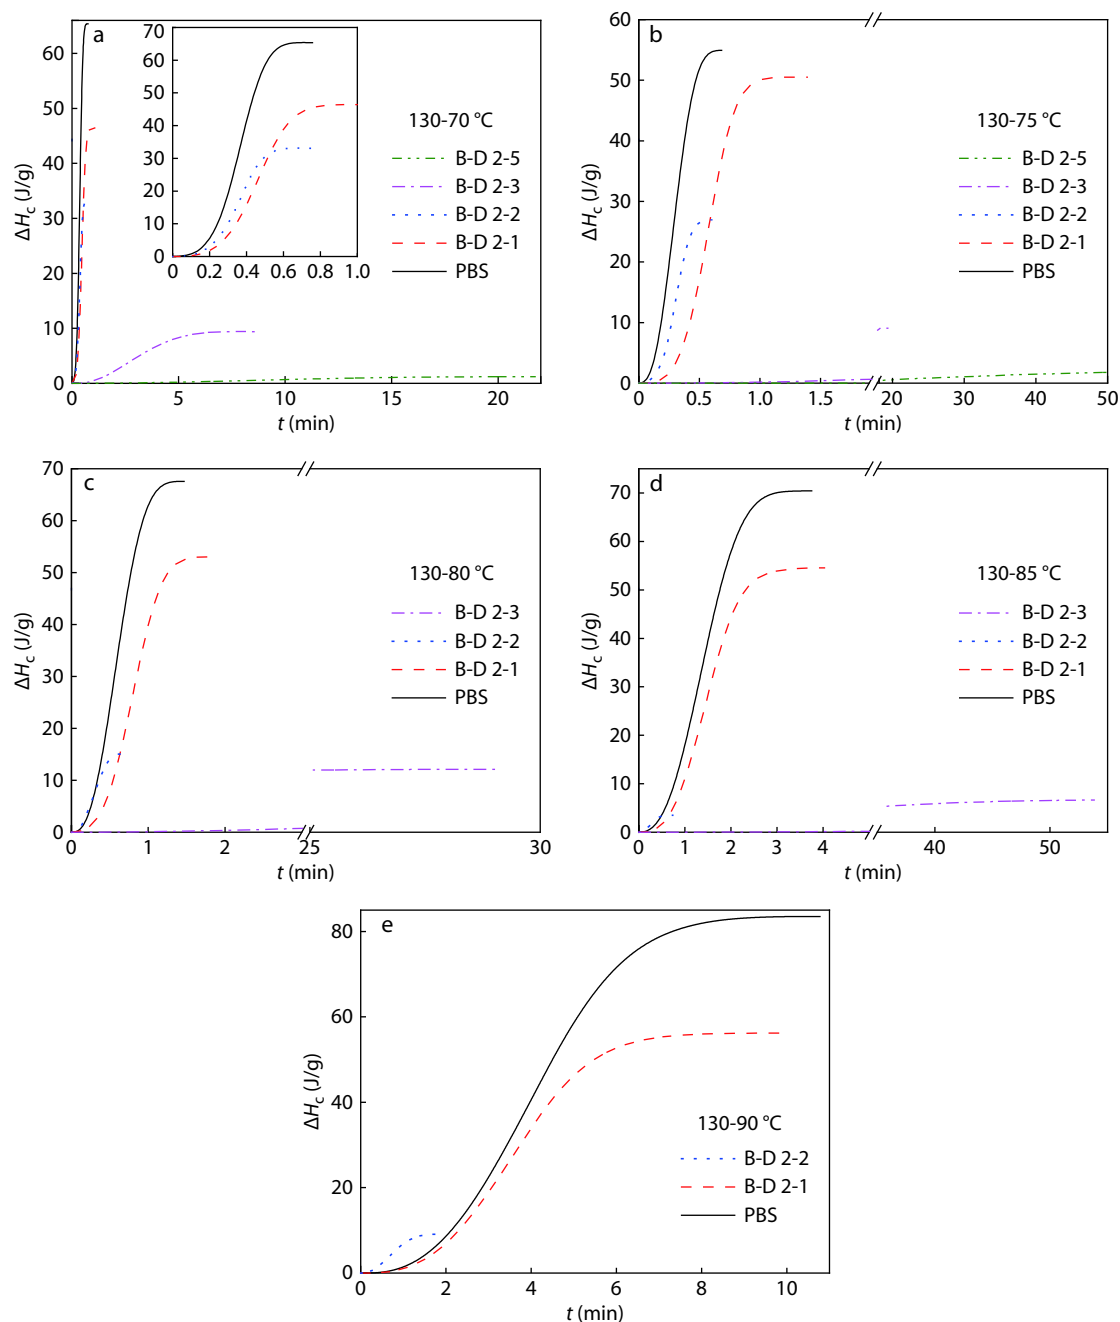 a
ΔHc (J/g)
60
50
40
30
20
10
0
0 5 10 15 20
t (min)
70
60
50
40
30
20
10
0
0 0.2 0.4 0.6 0.8 1.0
130-70 °C
B-D 2-5
B-D 2-3
B-D 2-2
B-D 2-1
PBS
b
ΔHc (J/g)
60
50
40
30
20
10
0
0 0.5 1.0 1.5 20 30 40 50
t (min)
130-75 °C
B-D 2-5
B-D 2-3
B-D 2-2
B-D 2-1
PBS
c
ΔHc (J/g)
70
60
50
40
30
20
10
0
0 1 2 25 30
t (min)
130-80 °C
B-D 2-3
B-D 2-2
B-D 2-1
PBS
d
ΔHc (J/g)
70
60
50
40
30
20
10
0
0 1 2 3 4 40 50
t (min)
130-85 °C
B-D 2-3
B-D 2-2
B-D 2-1
PBS
e
ΔHc (J/g)
80
60
40
20
0
0 2 4 6 8 10
t (min)
130-90 °C
B-D 2-2
B-D 2-1
PBS